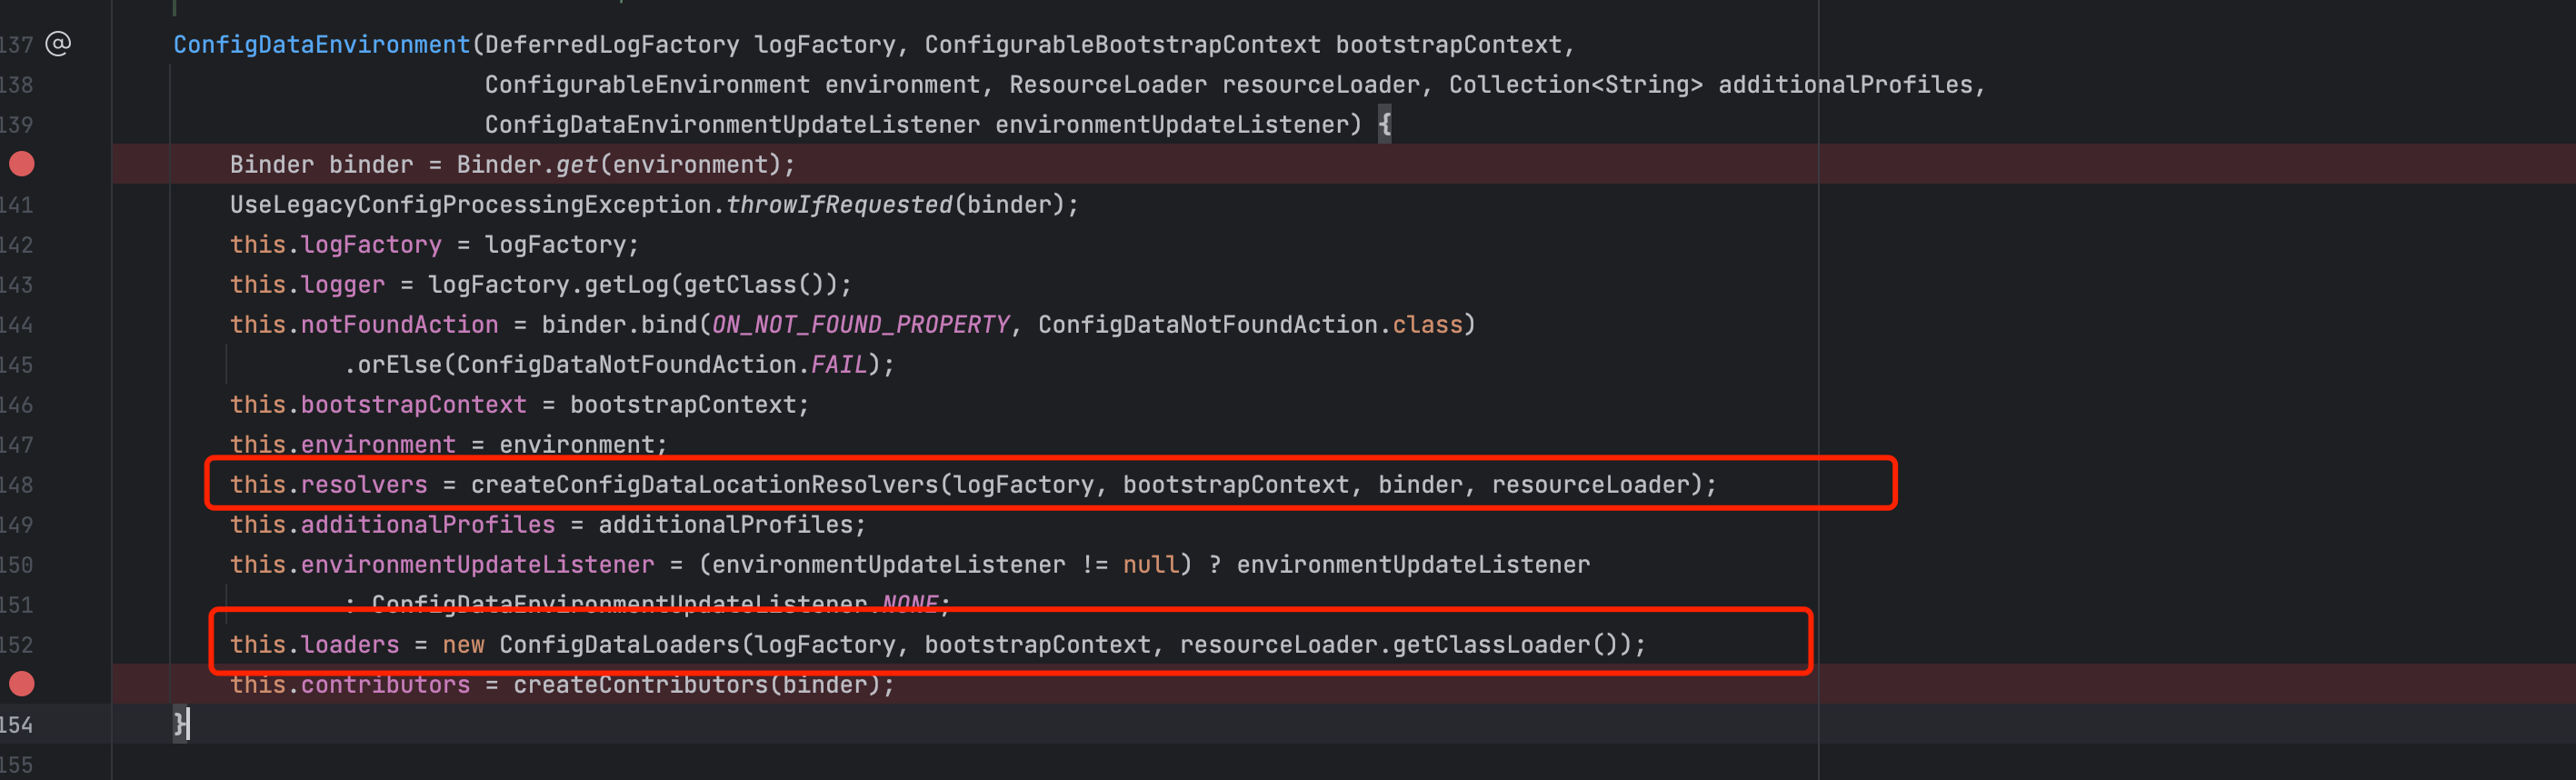 137 @ ConfigDataEnvironment(DeferredLogFactory logFactory, ConfigurableBootstrapContext bootstrapContext,
138 ConfigurableEnvironment environment, ResourceLoader resourceLoader, Collection<String> additionalProfiles,
139 ConfigDataEnvironmentUpdateListener environmentUpdateListener) {
Binder binder = Binder.get(environment);
141 UseLegacyConfigProcessingException.throwIfRequested(binder);
142 this.logFactory = logFactory;
143 this.logger = logFactory.getLog(getClass());
144 this.notFoundAction = binder.bind(ON_NOT_FOUND_PROPERTY, ConfigDataNotFoundAction.class)
145 .orElse(ConfigDataNotFoundAction.FAIL);
146 this.bootstrapContext = bootstrapContext;
147 this.environment = environment;
148 this.resolvers = createConfigDataLocationResolvers(logFactory, bootstrapContext, binder, resourceLoader);
149 this.additionalProfiles = additionalProfiles;
150 this.environmentUpdateListener = (environmentUpdateListener != null) ? environmentUpdateListener
151 : ConfigDataEnvironmentUpdateListener.NONE;
152 this.loaders = new ConfigDataLoaders(logFactory, bootstrapContext, resourceLoader.getClassLoader());
this.contributors = createContributors(binder);
154 }
155